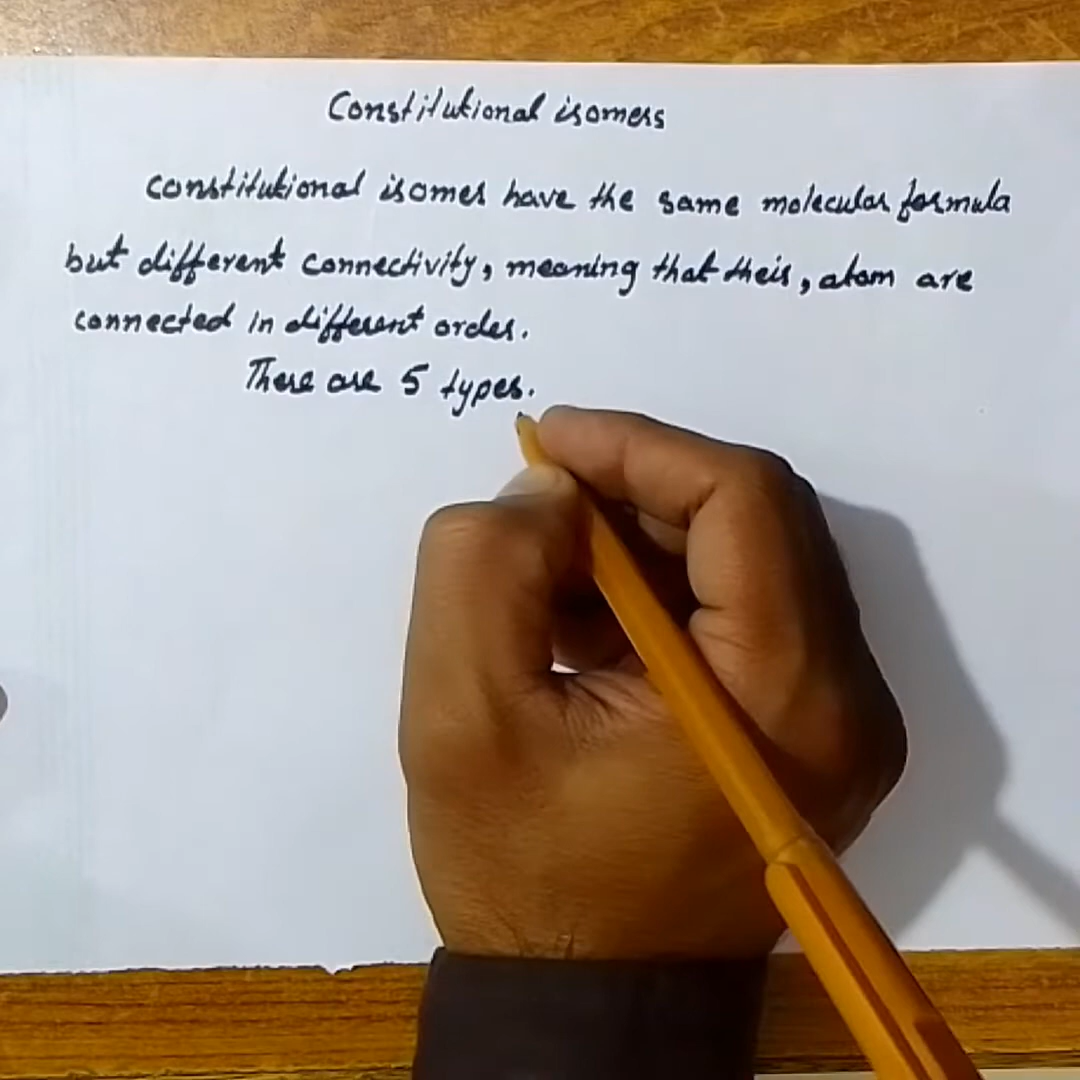 Constitutional isomers
constitutional isomes have the same molecular formula
but different connectivity, meaning that their, atom are
connected in different order.
There are 5 types.